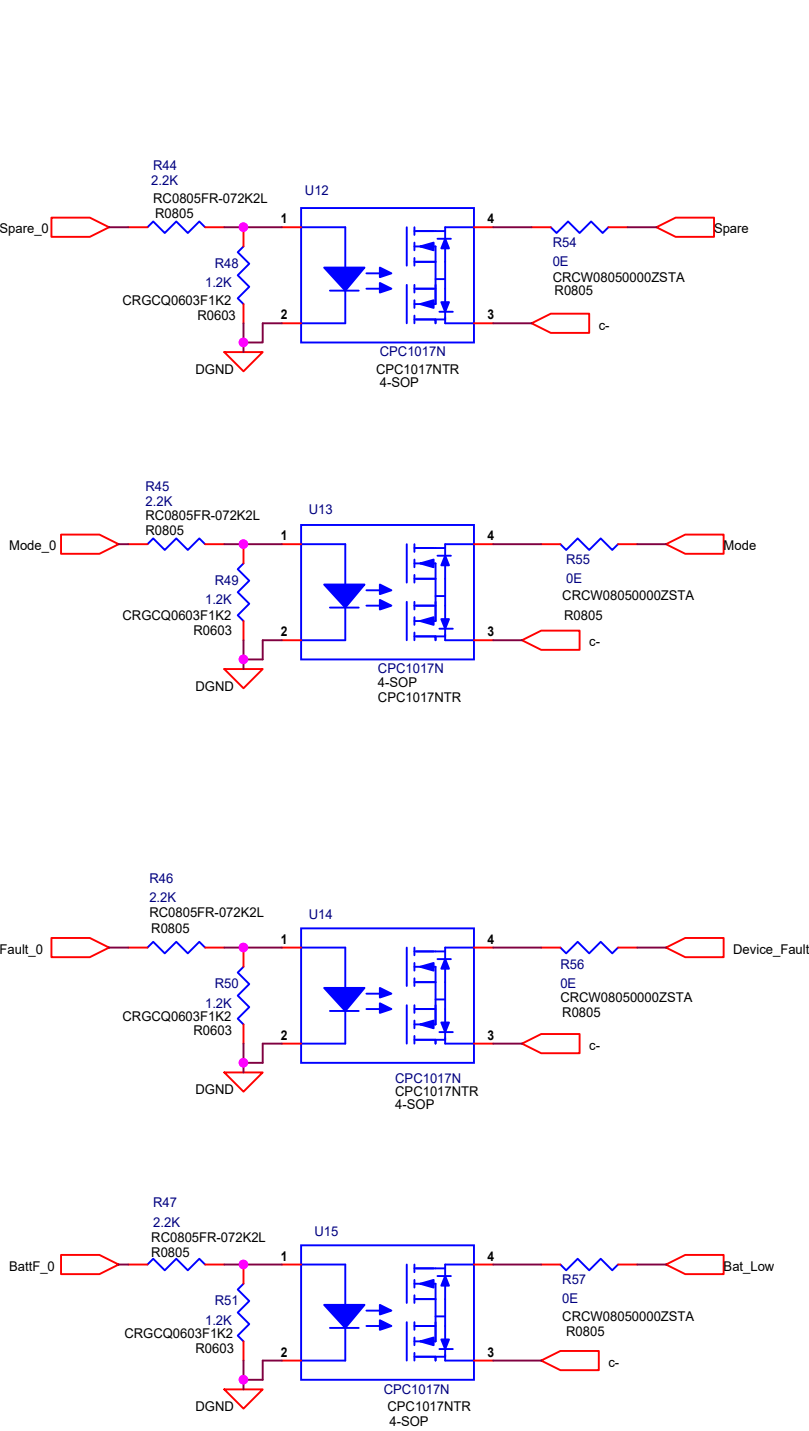 R44
2.2K
RC0805FR-072K2L
R0805
U12
Spare_0
1
4
Spare
R54
R48
0E
1.2K
CRCW08050000ZSTA
R0805
CRGCQ0603F1K2
R0603
2
3
c-
DGND
CPC1017N
CPC1017NTR
4-SOP
R45
2.2K
RC0805FR-072K2L
R0805
U13
Mode_0
1
4
Mode
R55
R49
0E
1.2K
CRCW08050000ZSTA
CRGCQ0603F1K2
R0805
R0603
2
3
c-
DGND
CPC1017N
4-SOP
CPC1017NTR
R46
2.2K
RC0805FR-072K2L
R0805
U14
Fault_0
1
4
Device_Fault
R56
R50
0E
1.2K
CRCW08050000ZSTA
R0805
CRGCQ0603F1K2
R0603
2
3
c-
DGND
CPC1017N
CPC1017NTR
4-SOP
R47
2.2K
RC0805FR-072K2L
R0805
U15
BattF_0
1
4
Bat_Low
R57
R51
0E
1.2K
CRCW08050000ZSTA
CRGCQ0603F1K2
R0805
R0603
2
3
c-
DGND
CPC1017N
CPC1017NTR
4-SOP